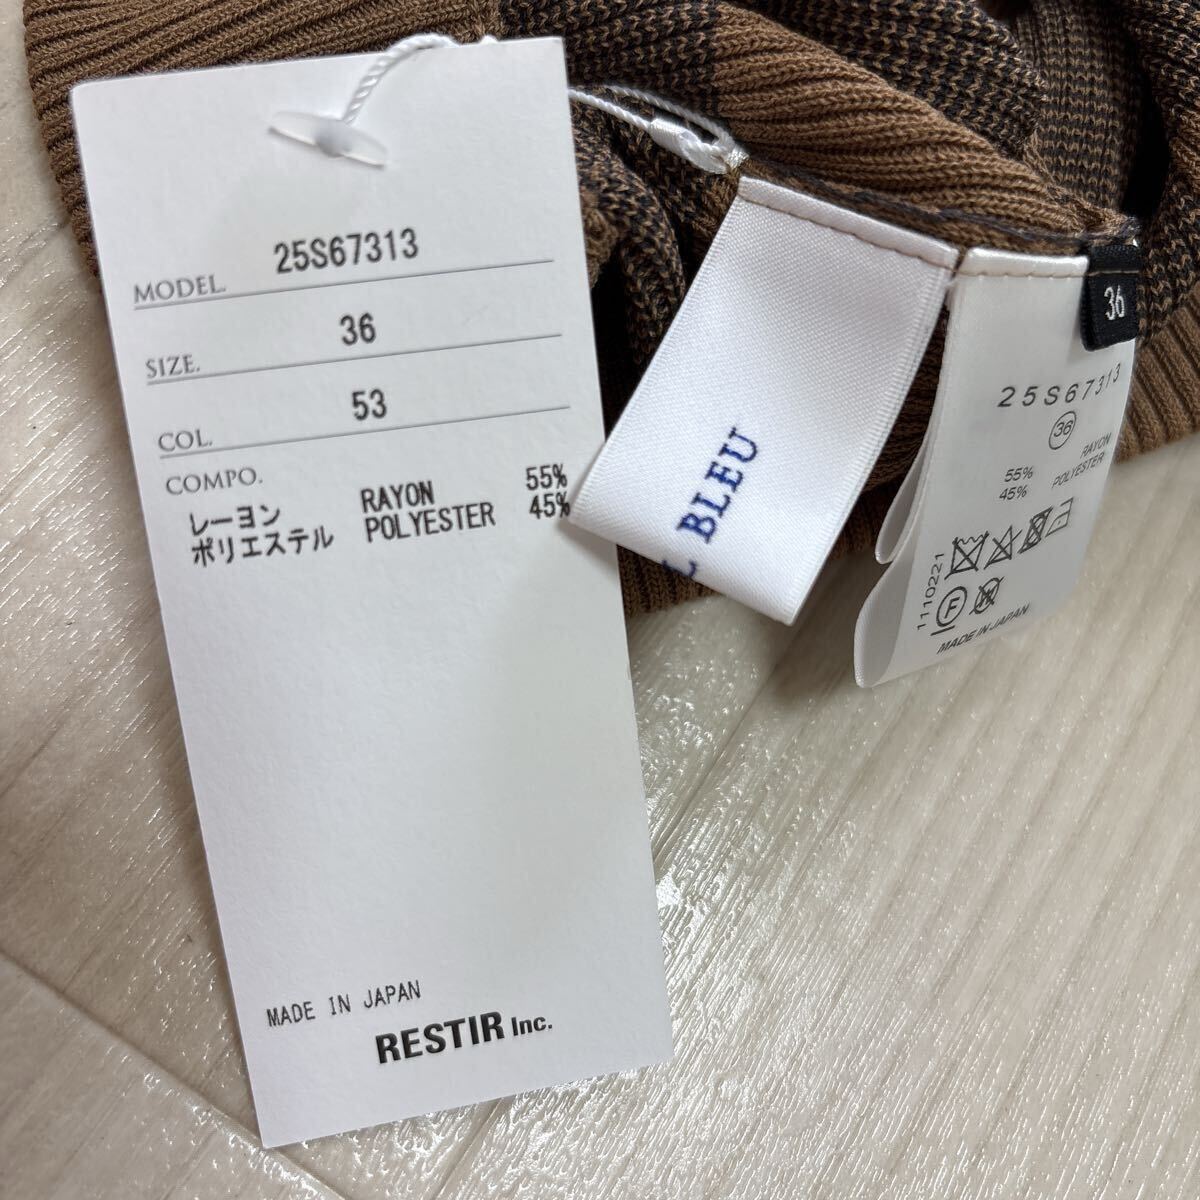 25S67313
MODEL.
36
SIZE.
53
COL.
COMPO.
レーヨン RAYON 55%
ポリエステル POLYESTER 45%
MADE IN JAPAN
RESTIR Inc.
L BLEU
36
25S67313
36
55% RAYON
45% POLYESTER
1110221
F
MADE IN JAPAN